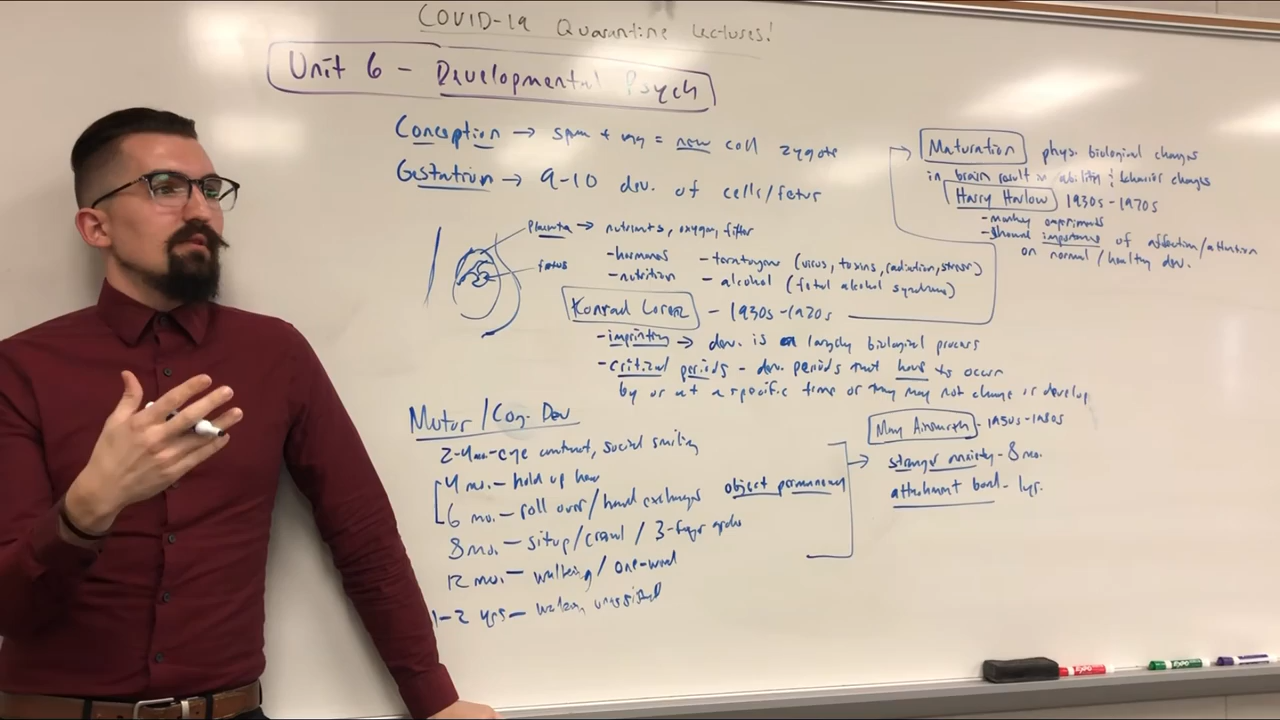 COVID-19 Quarantine Lectures!
Unit 6 - Developmental Psych
Conception → sperm + egg = new cell zygote
Gestation → 9-10 dev. of cells/fetus
placenta → nutrients, oxygen, filter
fetus
-hormones
-nutrition
- teratogens (virus, toxins, radiation, stress)
- alcohol (fetal alcohol syndrome)
Konrad Lorenz - 1930s-1970s
-imprinting → dev. is a largely biological process
-critical periods - dev. periods that have to occur
by or at a specific time or they may not change or develop
Maturation phys. biological changes
in brain result in ability & behavior changes
Harry Harlow 1930s-1970s
-monkey experiments
-showed importance of affection/attention
on normal/healthy dev.
Motor/Cog. Dev
2-4 mo.-eye contact, social smiling
4 mo. - hold up head
6 mo. - roll over/hand exchanges
object permanency
8 mo. - sit up/crawl / 3-finger
12 mo. - walking/one-word
1-2 yrs - unassisted
Mary Ainsworth - 1950s-1980s
stranger anxiety - 8 mo.
attachment bond - 1yr.
EXPO
EXPO